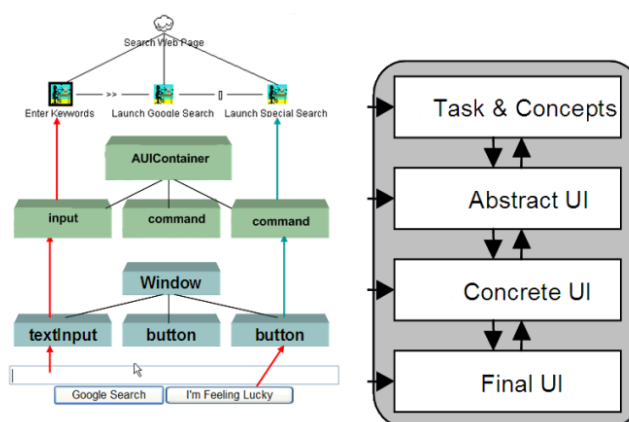 Search Web Page
>>
[]
Enter Keywords
Launch Google Search
Launch Special Search
AUIContainer
input
command
command
Window
textInput
button
button
Google Search
I'm Feeling Lucky
Task & Concepts
Abstract UI
Concrete UI
Final UI